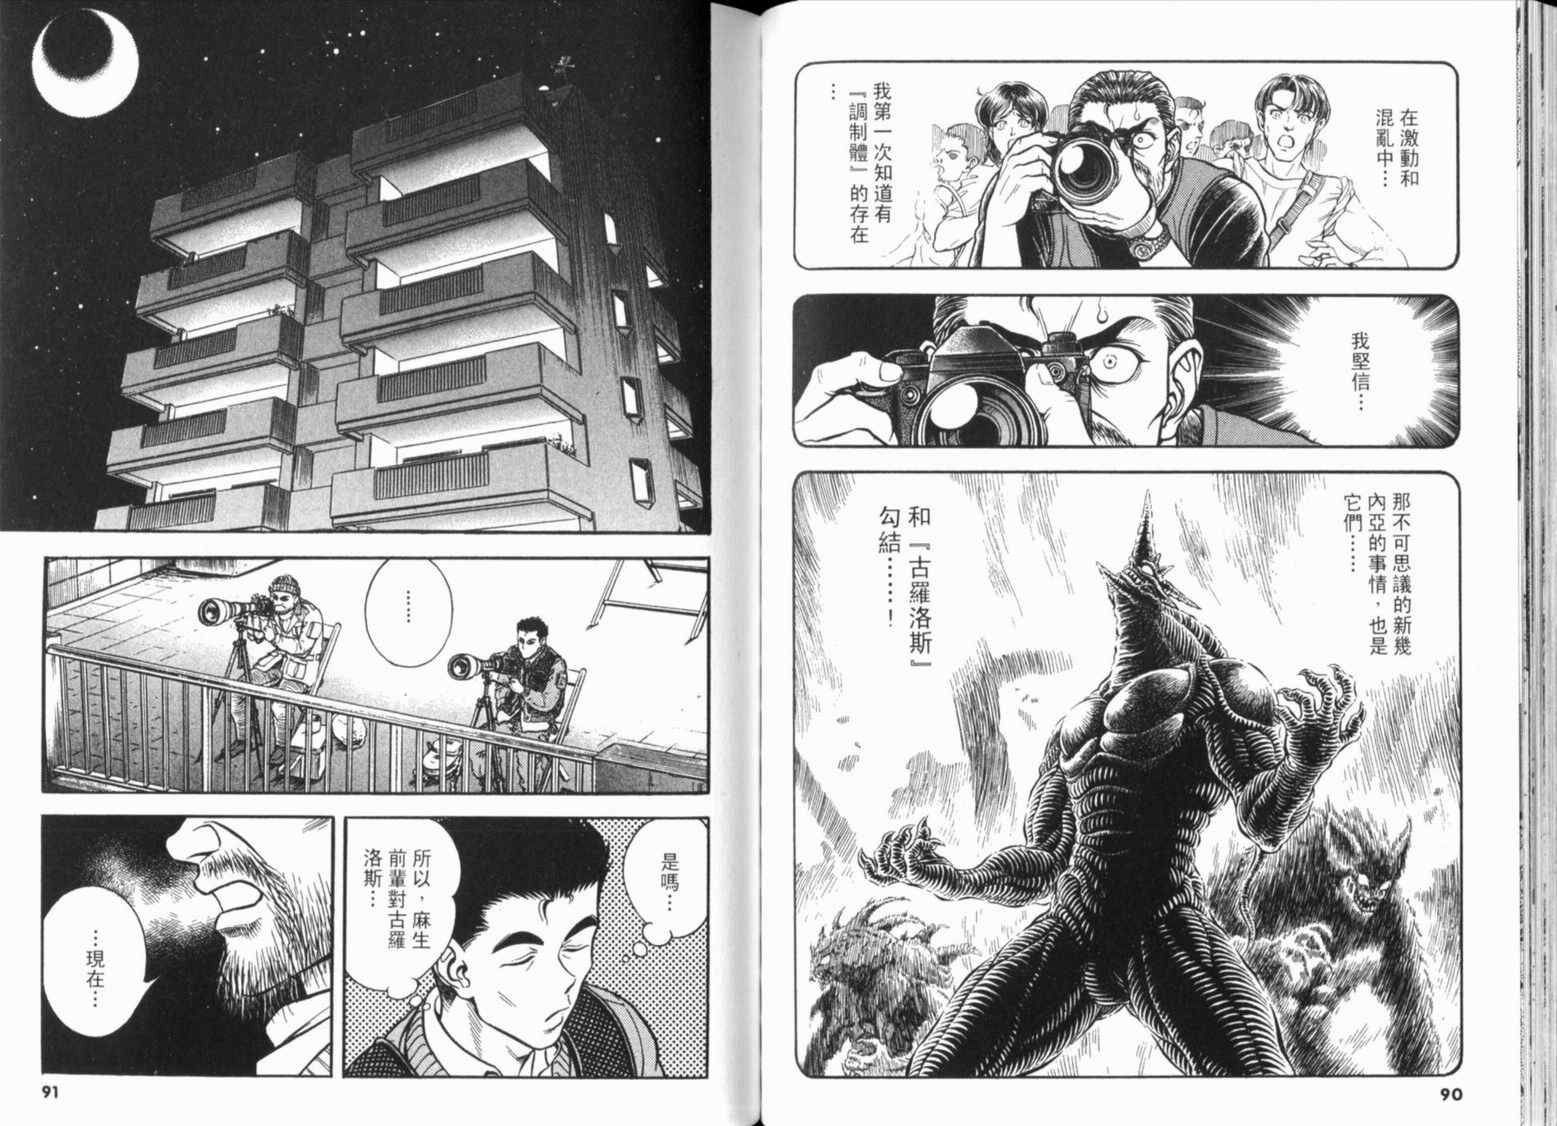 在激動和
混亂中…
我第一次知道有
『調制體』的存在
…
我堅信…
那不可思議的新幾
內亞的事情，也是
它們……
和『古羅洛斯』
勾結……！
90
……
是嗎…
所以，麻生
前輩對古羅
洛斯…
…現在…
91